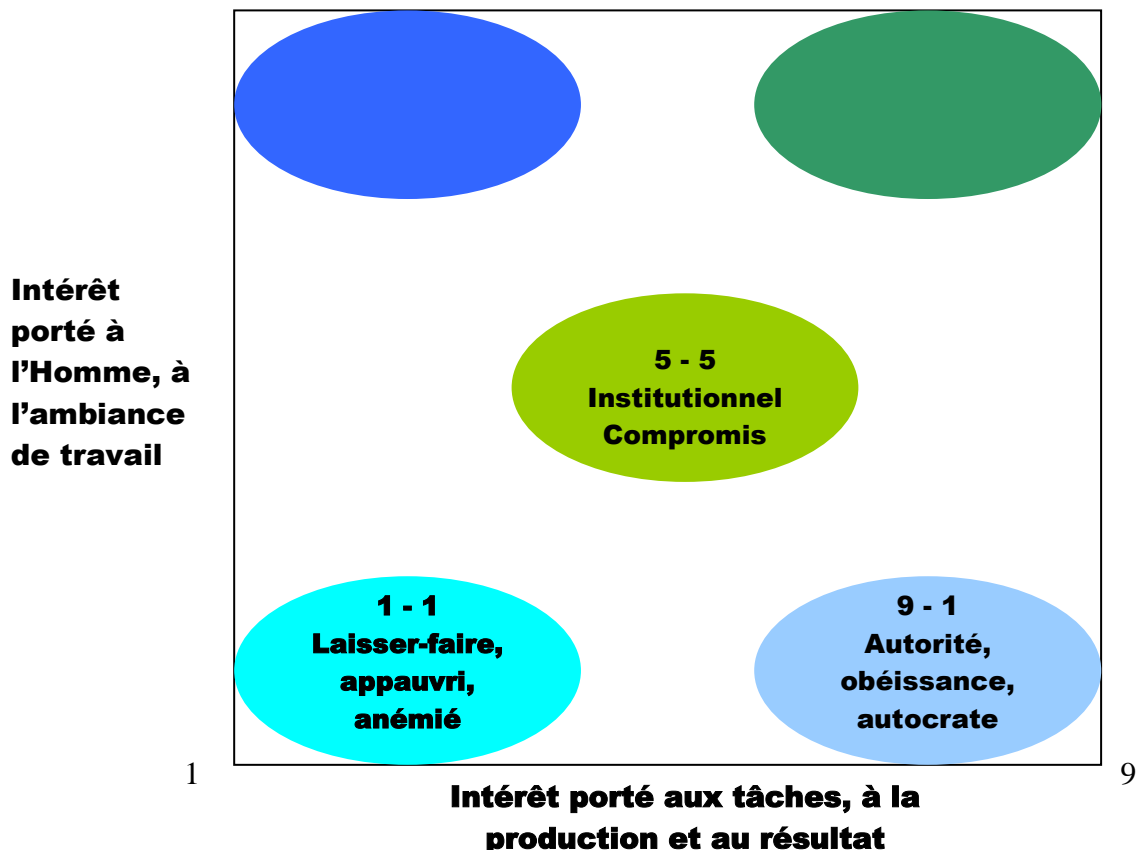 Intérêt
porté à
l’Homme, à
l’ambiance
de travail
5 - 5
Institutionnel
Compromis
1 - 1
Laisser-faire,
appauvri,
anémié
9 - 1
Autorité,
obéissance,
autocrate
1
9
Intérêt porté aux tâches, à la
production et au résultat